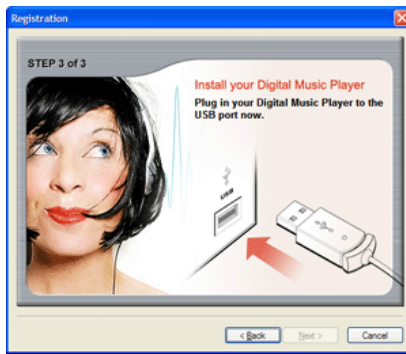 Registration
STEP 3 of 3
Install your Digital Music Player
Plug in your Digital Music Player to the
USB port now.
USB
< Back
Next >
Cancel